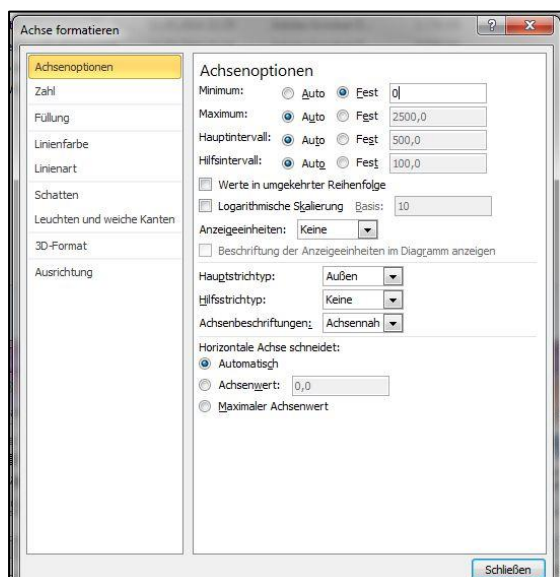 Achse formatieren
Achsenoptionen
Zahl
Füllung
Linienfarbe
Linienart
Schatten
Leuchten und weiche Kanten
3D-Format
Ausrichtung
Achsenoptionen
Minimum: Auto Fest 0
Maximum: Auto Fest 2500,0
Hauptintervall: Auto Fest 500,0
Hilfsintervall: Auto Fest 100,0
Werte in umgekehrter Reihenfolge
Logarithmische Skalierung Basis: 10
Anzeigeeinheiten: Keine
Beschriftung der Anzeigeeinheiten im Diagramm anzeigen
Hauptstrichtyp: Außen
Hilfsstrichtyp: Keine
Achsenbeschriftungen: Achsennah
Horizontale Achse schneidet:
Automatisch
Achsenwert: 0,0
Maximaler Achsenwert
Schließen